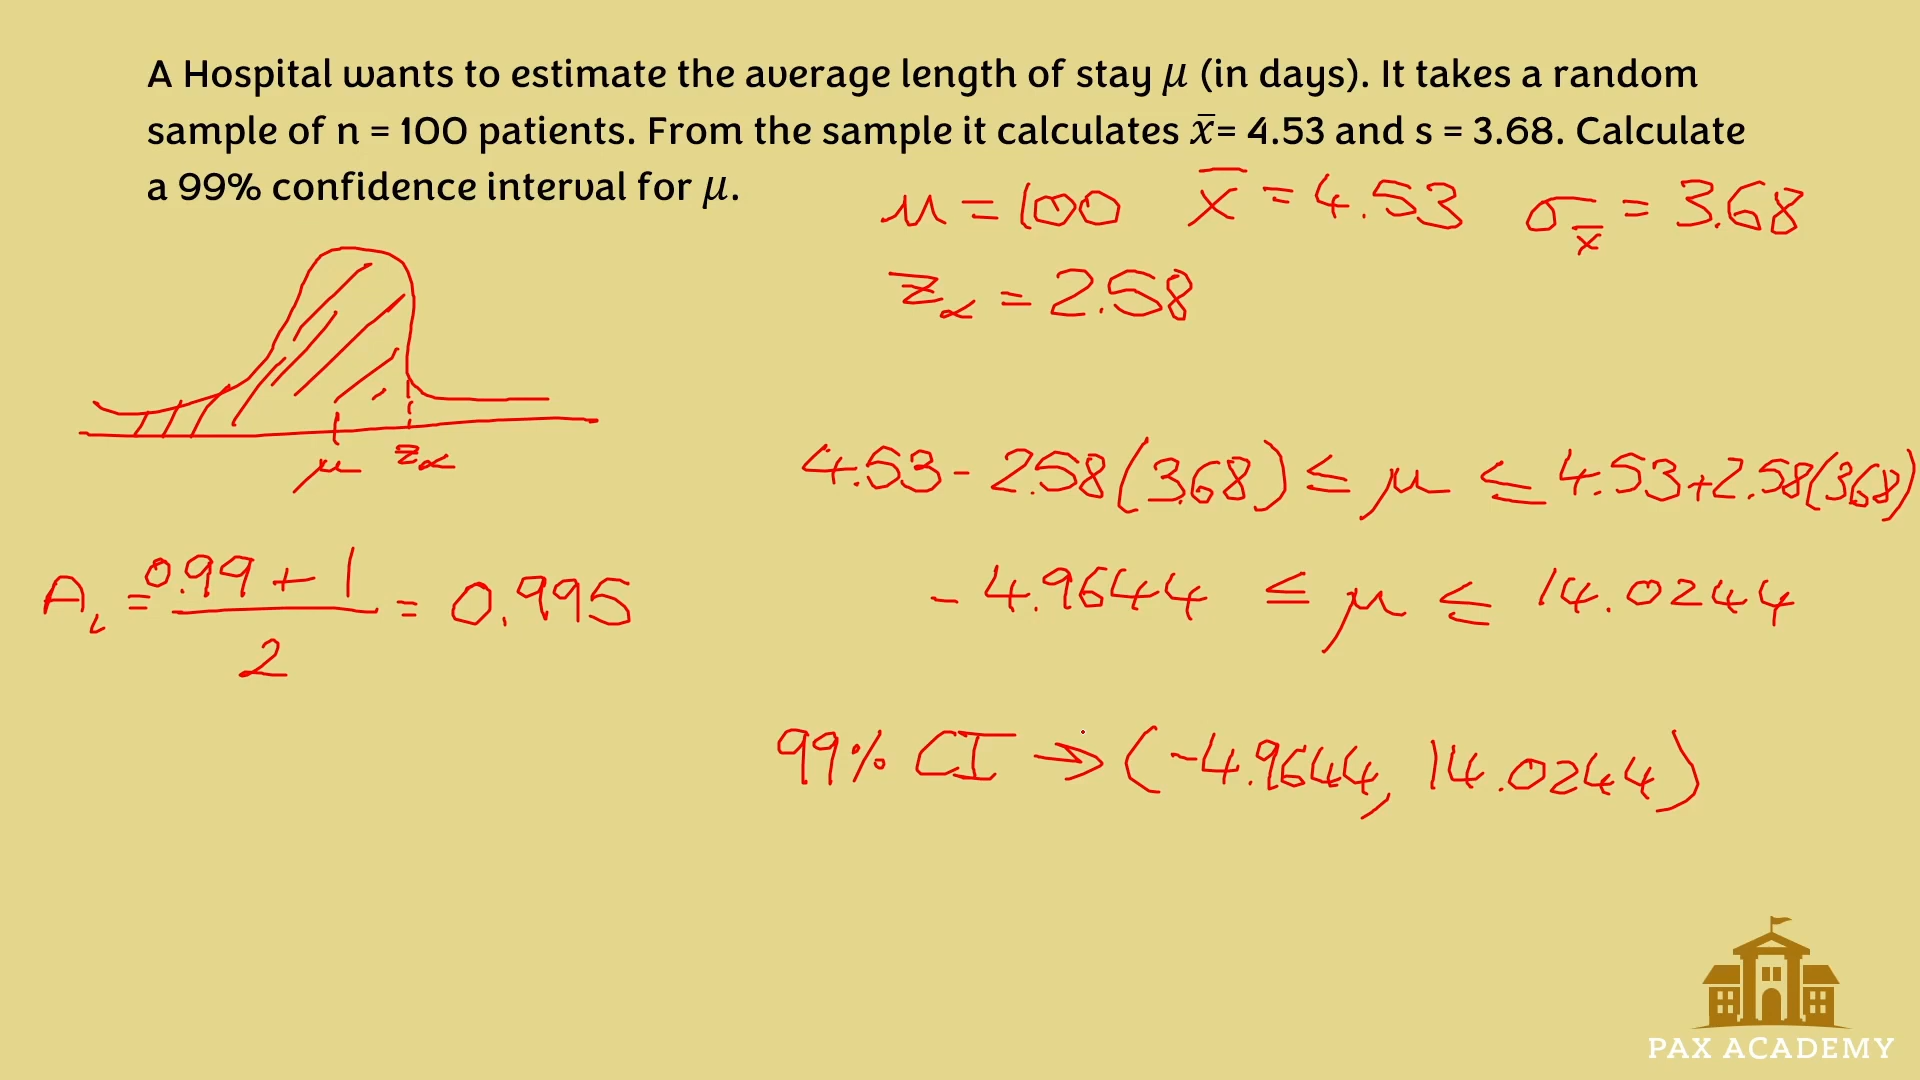 A Hospital wants to estimate the average length of stay μ (in days). It takes a random
sample of n = 100 patients. From the sample it calculates x̄= 4.53 and s = 3.68. Calculate
a 99% confidence interval for μ.
μ = 100 x̄ = 4.53 σx̄ = 3.68
zα = 2.58
μ zα
4.53 - 2.58(3.68) ≤ μ ≤ 4.53+2.58(3.68)
AL = 0.99 + 1 / 2 = 0.995
- 4.9644 ≤ μ ≤ 14.0244
99% CI → (-4.9644, 14.0244)
PAX ACADEMY